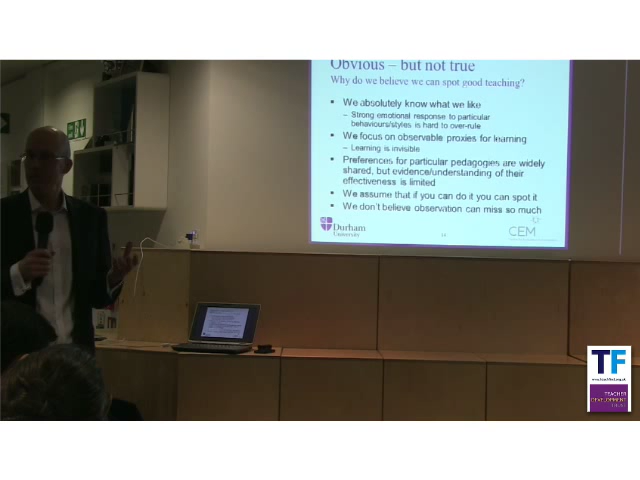 Obvious – but not true
Why do we believe we can spot good teaching?
• We absolutely know what we like
– Strong emotional response to particular
behaviours/styles is hard to over-rule
• We focus on observable proxies for learning
– Learning is invisible
• Preferences for particular pedagogies are widely
shared, but evidence/understanding of their
effectiveness is limited
• We assume that if you can do it you can spot it
• We don't believe observation can miss so much
Durham
University
CEM
TF
TEACHER
DEVELOPMENT
TRUST